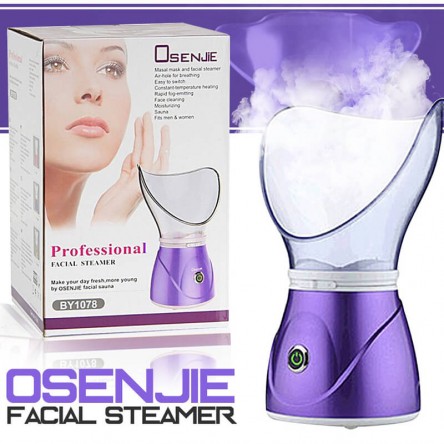 OSENJIE
Masal mask and facial steamer
Air-hole for breathing
Easy to switch
Constant-temperature healing
Rapid fog-emitting
Face cleaning
Moisturizing
Sauna
Fits men & women
Professional
FACIAL STEAMER
Make your day fresh,more young
by OSENJIE facial sauna
BY1078
OSENJIE
FACIAL STEAMER